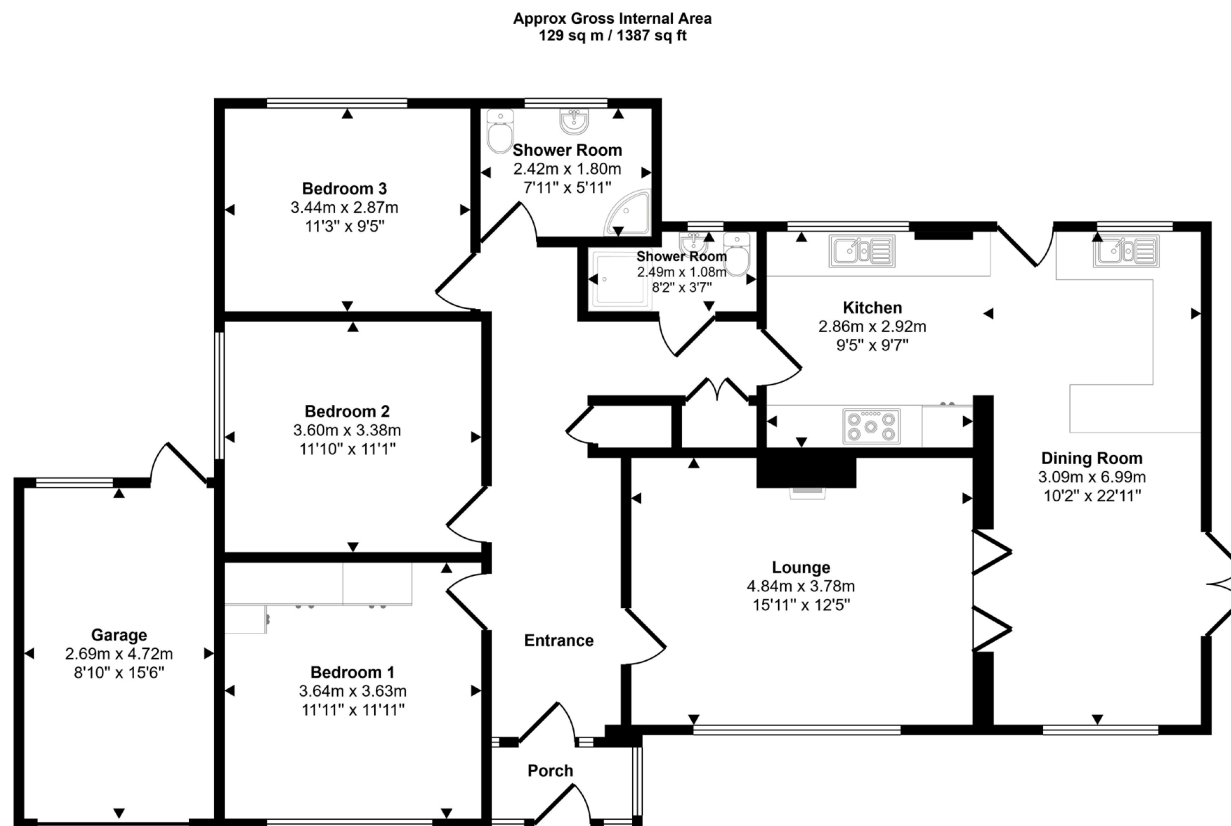 Approx Gross Internal Area
129 sq m / 1387 sq ft
Shower Room
2.42m x 1.80m
7'11" x 5'11"
Bedroom 3
3.44m x 2.87m
11'3" x 9'5"
Shower Room
2.49m x 1.08m
8'2" x 3'7"
Kitchen
2.86m x 2.92m
9'5" x 9'7"
Bedroom 2
3.60m x 3.38m
11'10" x 11'1"
Dining Room
3.09m x 6.99m
10'2" x 22'11"
Lounge
4.84m x 3.78m
15'11" x 12'5"
Garage
2.69m x 4.72m
8'10" x 15'6"
Entrance
Bedroom 1
3.64m x 3.63m
11'11" x 11'11"
Porch